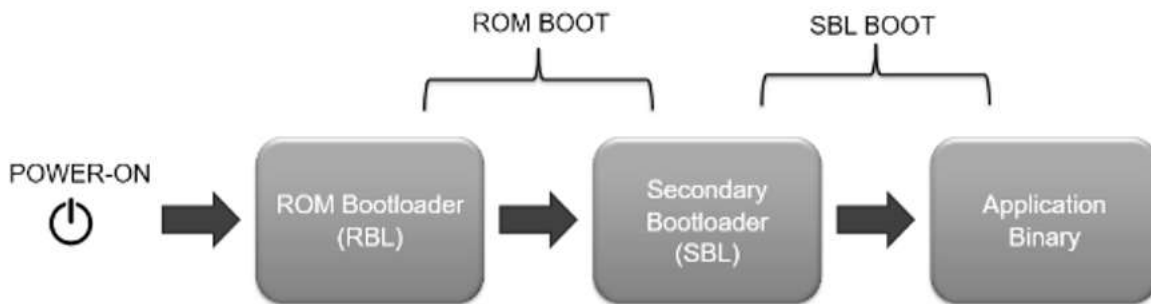 ROM BOOT
SBL BOOT
POWER-ON
ROM Bootloader
(RBL)
Secondary
Bootloader
(SBL)
Application
Binary